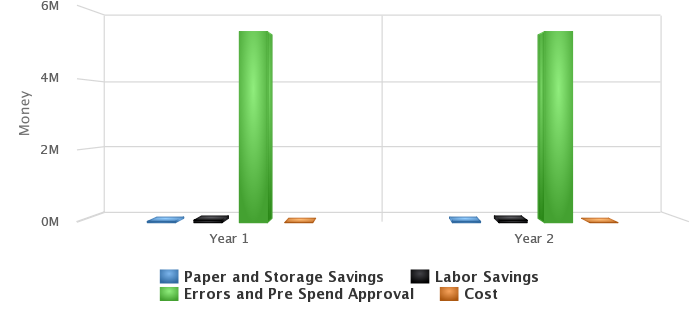 6M
4M
2M
0M
Money
Year 1
Year 2
Paper and Storage Savings
Labor Savings
Errors and Pre Spend Approval
Cost